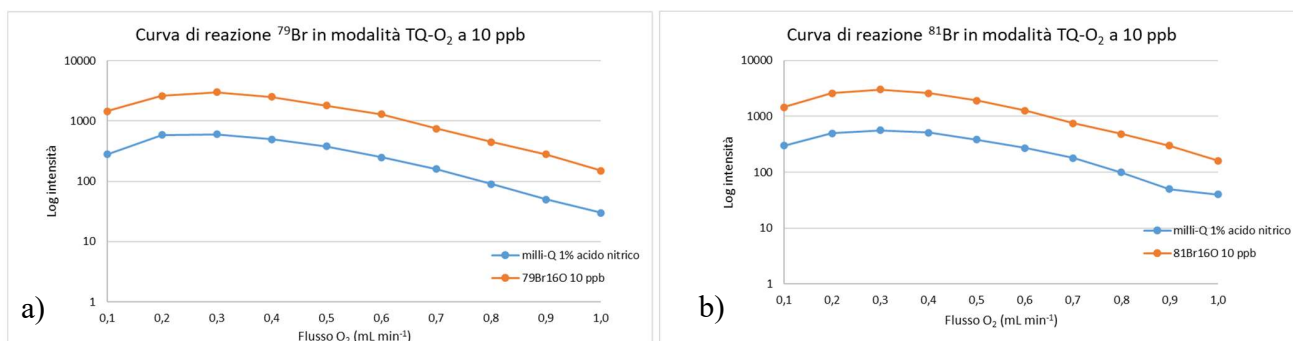 Curva di reazione ⁷⁹Br in modalità TQ-O₂ a 10 ppb
10000
1000
100
10
1
Log intensità
0,1 0,2 0,3 0,4 0,5 0,6 0,7 0,8 0,9 1,0
Flusso O₂ (mL min⁻¹)
milli-Q 1% acido nitrico
79Br16O 10 ppb
a)
Curva di reazione ⁸¹Br in modalità TQ-O₂ a 10 ppb
10000
1000
100
10
1
Log intensità
0,1 0,2 0,3 0,4 0,5 0,6 0,7 0,8 0,9 1,0
Flusso O₂ (mL min⁻¹)
milli-Q 1% acido nitrico
81Br16O 10 ppb
b)